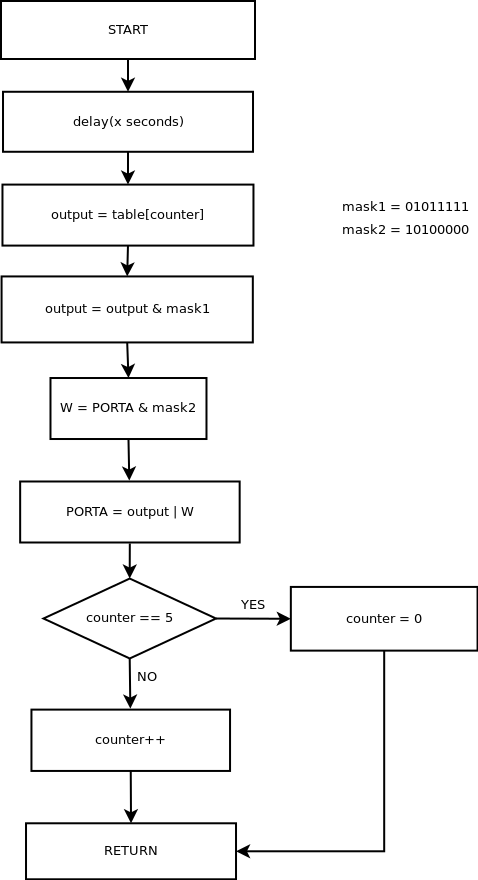 START
delay(x seconds)
output = table[counter]
mask1 = 01011111
mask2 = 10100000
output = output & mask1
W = PORTA & mask2
PORTA = output | W
counter == 5
YES
counter = 0
NO
counter++
RETURN